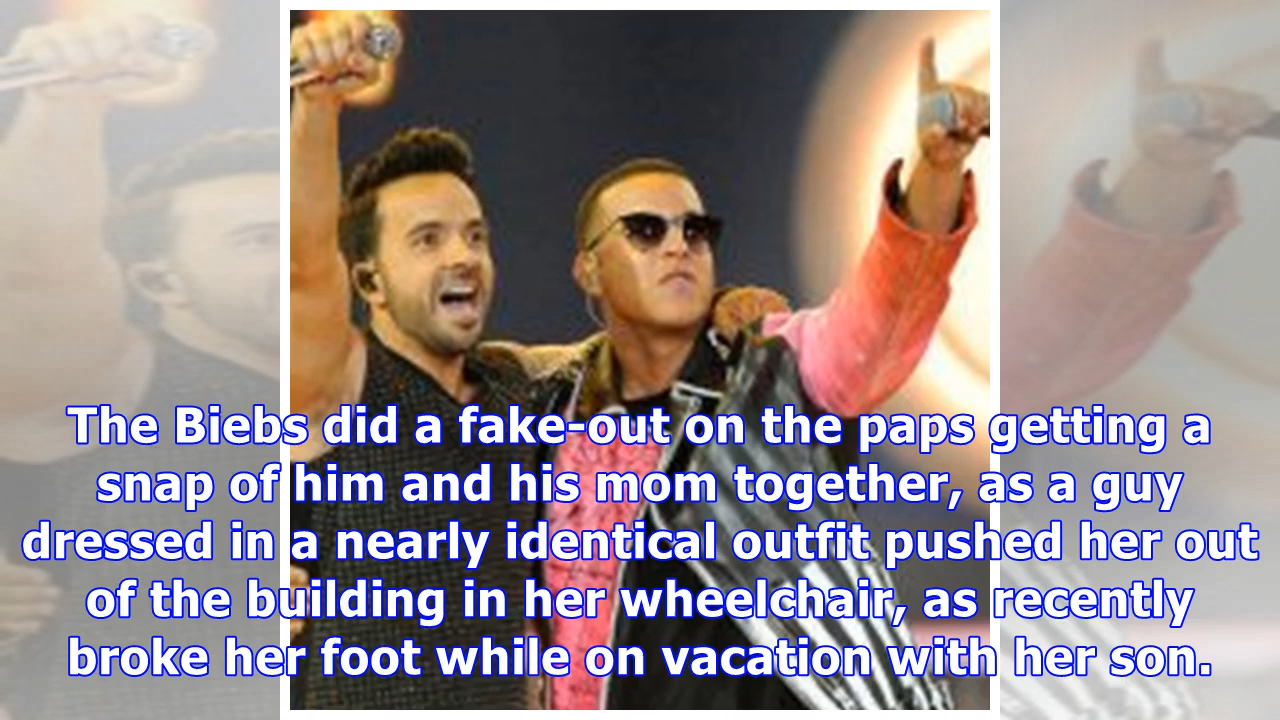 The Biebs did a fake-out on the paps getting a
snap of him and his mom together, as a guy
dressed in a nearly identical outfit pushed her out
of the building in her wheelchair, as recently
broke her foot while on vacation with her son.